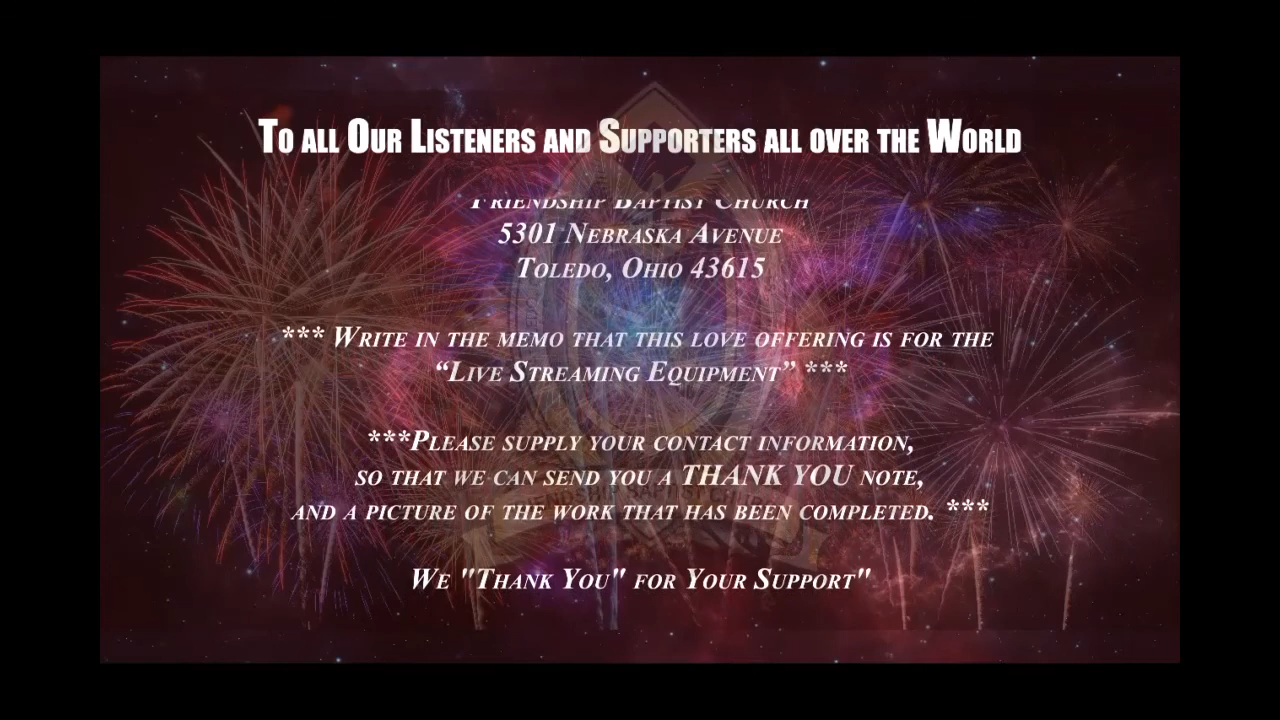 To all Our Listeners and Supporters all over the World
Friendship Baptist Church
5301 Nebraska Avenue
Toledo, Ohio 43615
*** Write in the memo that this love offering is for the
“Live Streaming Equipment” ***
***Please supply your contact information,
so that we can send you a THANK YOU note,
and a picture of the work that has been completed. ***
Friendship Baptist Church
We "Thank You" for Your Support"